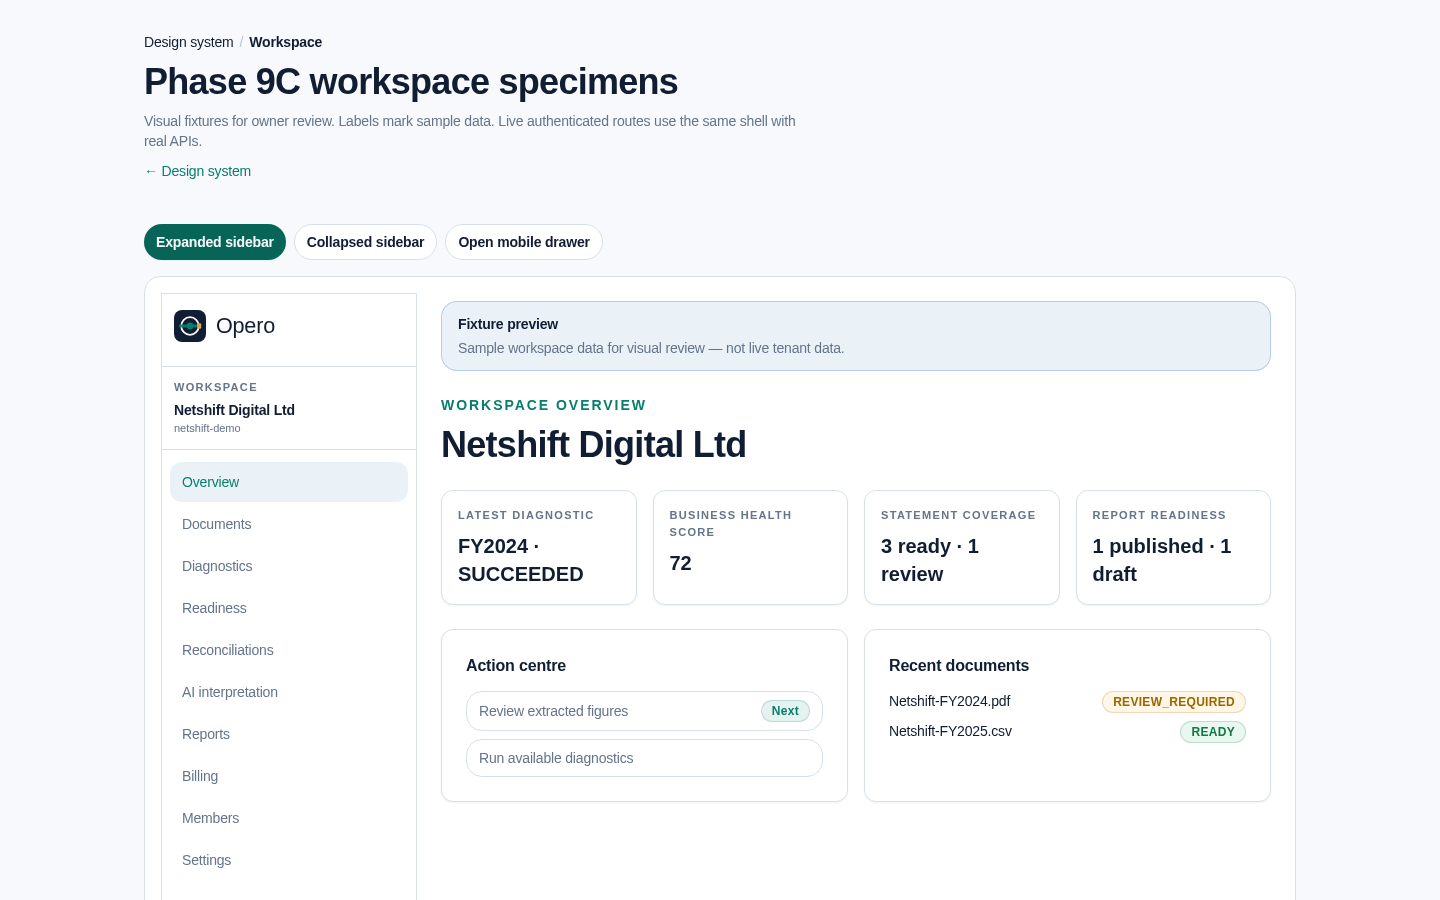 Design system / Workspace
Phase 9C workspace specimens
Visual fixtures for owner review. Labels mark sample data. Live authenticated routes use the same shell with
real APIs.
← Design system
Expanded sidebar
Collapsed sidebar
Open mobile drawer
Opero
WORKSPACE
Netshift Digital Ltd
netshift-demo
Overview
Documents
Diagnostics
Readiness
Reconciliations
AI interpretation
Reports
Billing
Members
Settings
Fixture preview
Sample workspace data for visual review — not live tenant data.
WORKSPACE OVERVIEW
Netshift Digital Ltd
LATEST DIAGNOSTIC
FY2024 ·
SUCCEEDED
BUSINESS HEALTH
SCORE
72
STATEMENT COVERAGE
3 ready · 1
review
REPORT READINESS
1 published · 1
draft
Action centre
Review extracted figures
Next
Run available diagnostics
Recent documents
Netshift-FY2024.pdf
REVIEW_REQUIRED
Netshift-FY2025.csv
READY